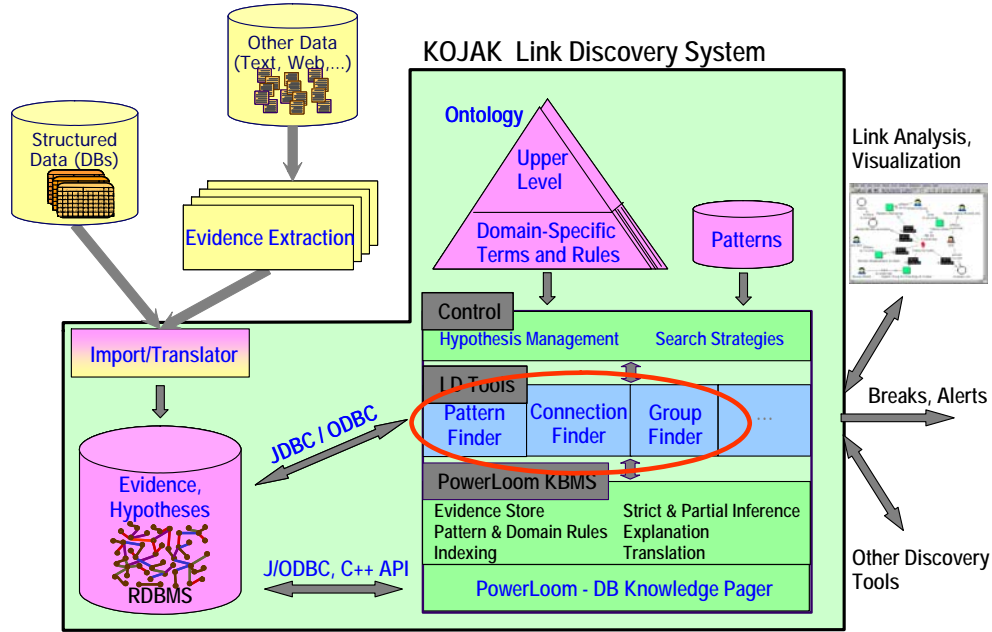 KOJAK Link Discovery System
Other Data
(Text, Web,...)
Structured
Data (DBs)
Evidence Extraction
Ontology
Upper
Level
Domain-Specific
Terms and Rules
Patterns
Link Analysis,
Visualization
Control
Hypothesis Management
Search Strategies
Import/Translator
LD Tools
Pattern
Finder
Connection
Finder
Group
Finder
...
Breaks, Alerts
JDBC / ODBC
Evidence,
Hypotheses
RDBMS
PowerLoom KBMS
Evidence Store
Pattern & Domain Rules
Indexing
Strict & Partial Inference
Explanation
Translation
J/ODBC, C++ API
PowerLoom - DB Knowledge Pager
Other Discovery
Tools